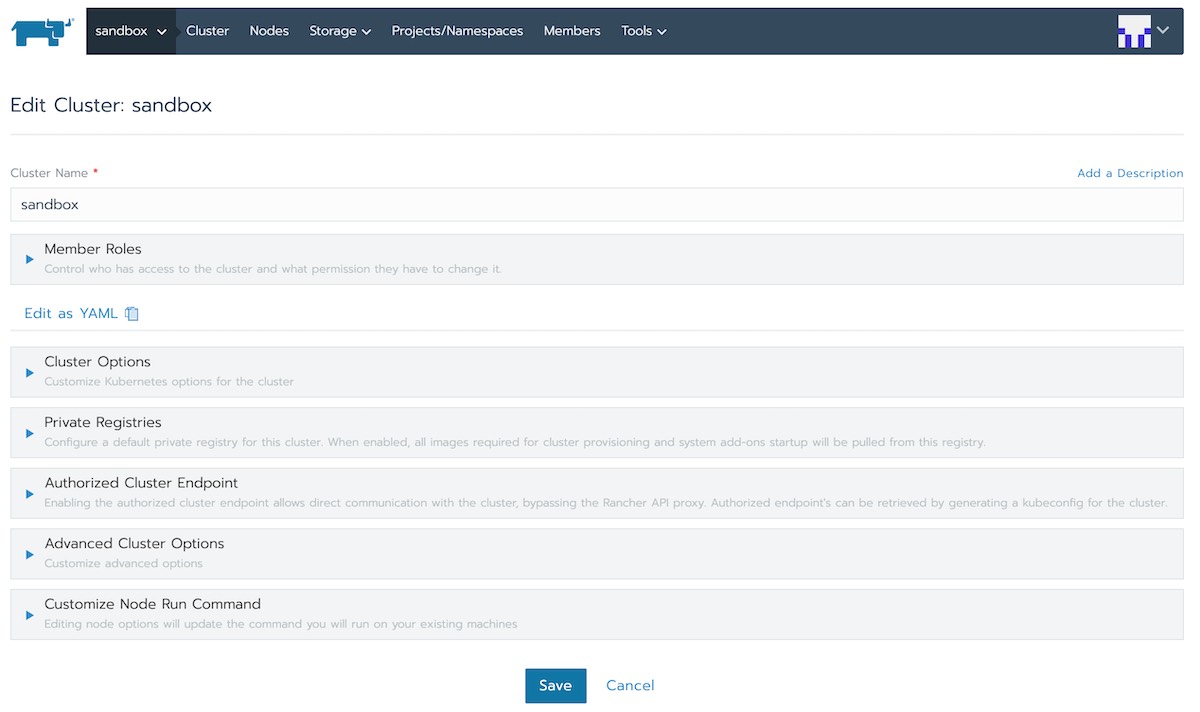 sandbox Cluster Nodes Storage Projects/Namespaces Members Tools
Edit Cluster: sandbox
Cluster Name * Add a Description
sandbox
Member Roles
Control who has access to the cluster and what permission they have to change it.
Edit as YAML
Cluster Options
Customize Kubernetes options for the cluster
Private Registries
Configure a default private registry for this cluster. When enabled, all images required for cluster provisioning and system add-ons startup will be pulled from this registry.
Authorized Cluster Endpoint
Enabling the authorized cluster endpoint allows direct communication with the cluster, bypassing the Rancher API proxy. Authorized endpoint's can be retrieved by generating a kubeconfig for the cluster.
Advanced Cluster Options
Customize advanced options
Customize Node Run Command
Editing node options will update the command you will run on your existing machines
Save Cancel